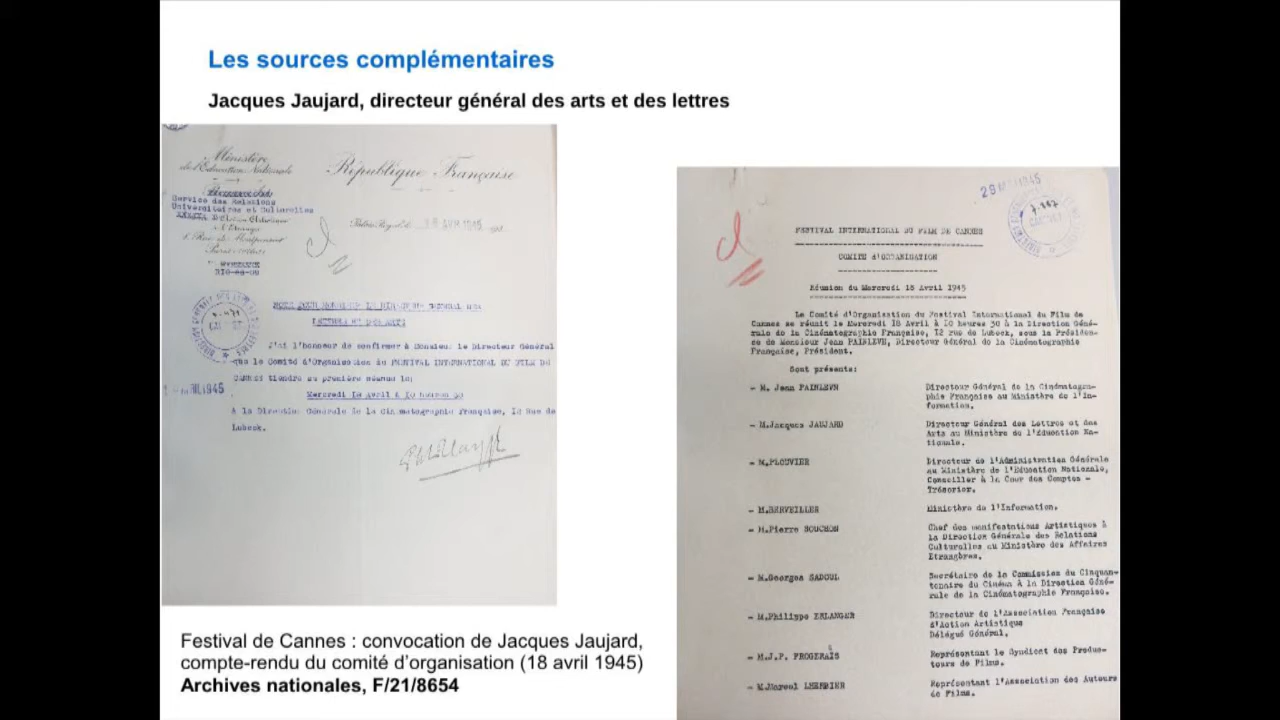 Les sources complémentaires
Jacques Jaujard, directeur général des arts et des lettres
Ministère
de l'Éducation Nationale
République Française
Service des Relations
Universitaires et Culturelles
Palais Royal, le 16 AVR 1945
J'ai l'honneur de confirmer à Monsieur le Directeur Général
que le Comité d'Organisation du FESTIVAL INTERNATIONAL DU FILM DE
CANNES tiendra sa première séance le:
Mercredi 18 Avril à 10 heures 30
à la Direction Générale de la Cinématographie Française, 12 Rue de
Lubeck.
Festival de Cannes : convocation de Jacques Jaujard,
compte-rendu du comité d'organisation (18 avril 1945)
Archives nationales, F/21/8654
1945
FESTIVAL INTERNATIONAL DU FILM DE CANNES
COMITE d'ORGANISATION
Réunion du Mercredi 18 Avril 1945
Le Comité d'Organisation du Festival International du Film de
Cannes se réunit le Mercredi 18 Avril à 10 heures 30 à la Direction Géné-
rale de la Cinématographie Française, 12 rue de Lubeck, sous la Présiden-
ce de Monsieur Jean PAINLEVE, Directeur Général de la Cinématographie
Française, Président.
Sont présents:
- M. Jean PAINLEVE Directeur Général de la Cinématogra-
phie Française au Ministère de l'In-
formation.
- M.Jacques JAUJARD Directeur Général des Lettres et des
Arts au Ministère de l'Education Na-
tionale.
- M.PLOUVIER Directeur de l'Administration Générale
au Ministère de l'Education Nationale,
Conseiller à la Cour des Comptes -
Trésorier.
- M.BERVEILLER Ministère de l'Information.
- M.Pierre SOUCHON Chef des manifestations Artistiques à
la Direction Générale des Relations
Culturelles au Ministère des Affaires
Etrangères.
- M.Georges SADOUL Secrétaire de la Commission du Cinquan-
tenaire du Cinéma à la Direction Géné-
rale de la Cinématographie Française.
- M.Philippe ERLANGER Directeur de l'Association Française
d'Action Artistique
Délégué Général.
- M.J.P. FROGERAIS Représentant le Syndicat des Produc-
teurs de Films.
- M.Marcel LHERBIER Représentant l'Association des Auteurs
de Films.